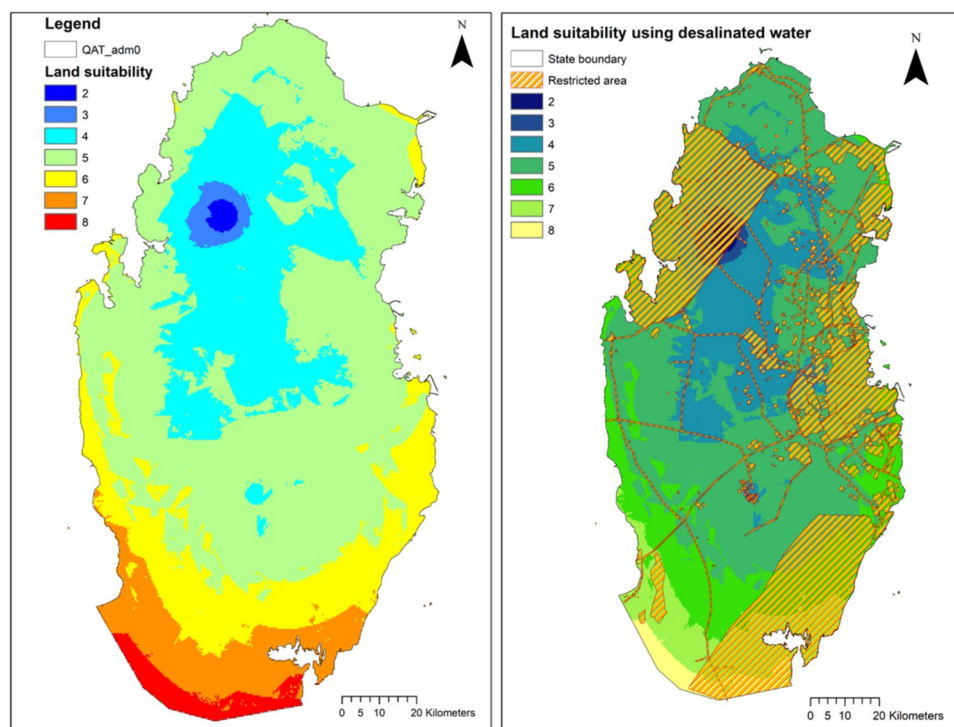 Legend
QAT_adm0
Land suitability
2
3
4
5
6
7
8
N
0 5 10 20 Kilometers
Land suitability using desalinated water
State boundary
Restricted area
2
3
4
5
6
7
8
N
0 5 10 20 Kilometers